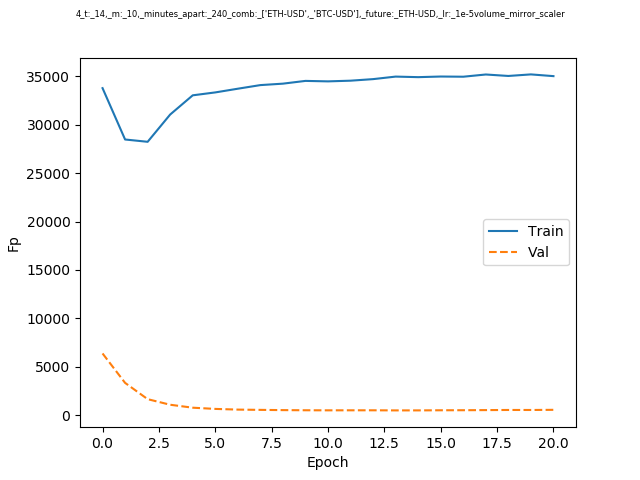 4_t:_14,_m:_10,_minutes_apart:_240_comb:_['ETH-USD',_'BTC-USD'],_future:_ETH-USD,_lr:_1e-5volume_mirror_scaler
35000
30000
25000
20000
15000
10000
5000
0
Fp
Train
Val
0.0 2.5 5.0 7.5 10.0 12.5 15.0 17.5 20.0
Epoch